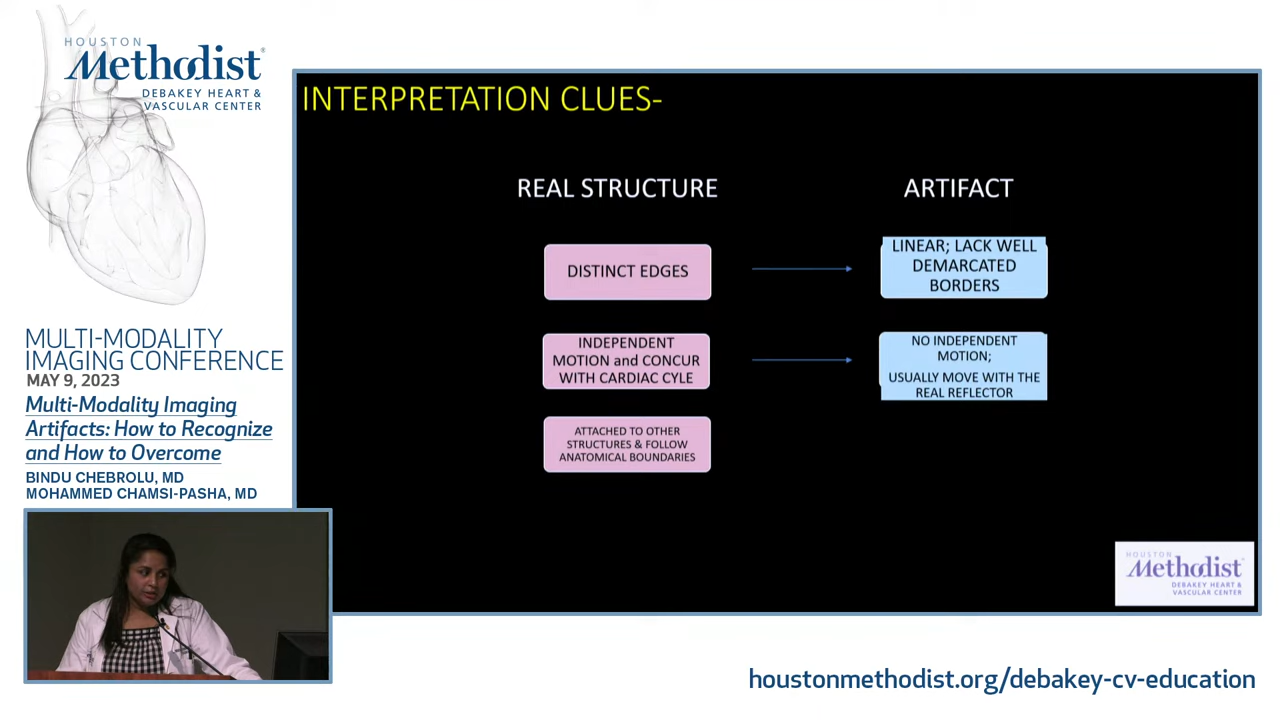 HOUSTON
Methodist
DEBAKEY HEART &
VASCULAR CENTER
MULTI-MODALITY
IMAGING CONFERENCE
MAY 9, 2023
Multi-Modality Imaging
Artifacts: How to Recognize
and How to Overcome
BINDU CHEBROLU, MD
MOHAMMED CHAMSI-PASHA, MD
INTERPRETATION CLUES-
REAL STRUCTURE
ARTIFACT
DISTINCT EDGES
LINEAR; LACK WELL
DEMARCATED
BORDERS
INDEPENDENT
MOTION and CONCUR
WITH CARDIAC CYLE
NO INDEPENDENT
MOTION;
USUALLY MOVE WITH THE
REAL REFLECTOR
ATTACHED TO OTHER
STRUCTURES & FOLLOW
ANATOMICAL BOUNDARIES
HOUSTON
Methodist
DEBAKEY HEART &
VASCULAR CENTER
houstonmethodist.org/debakey-cv-education